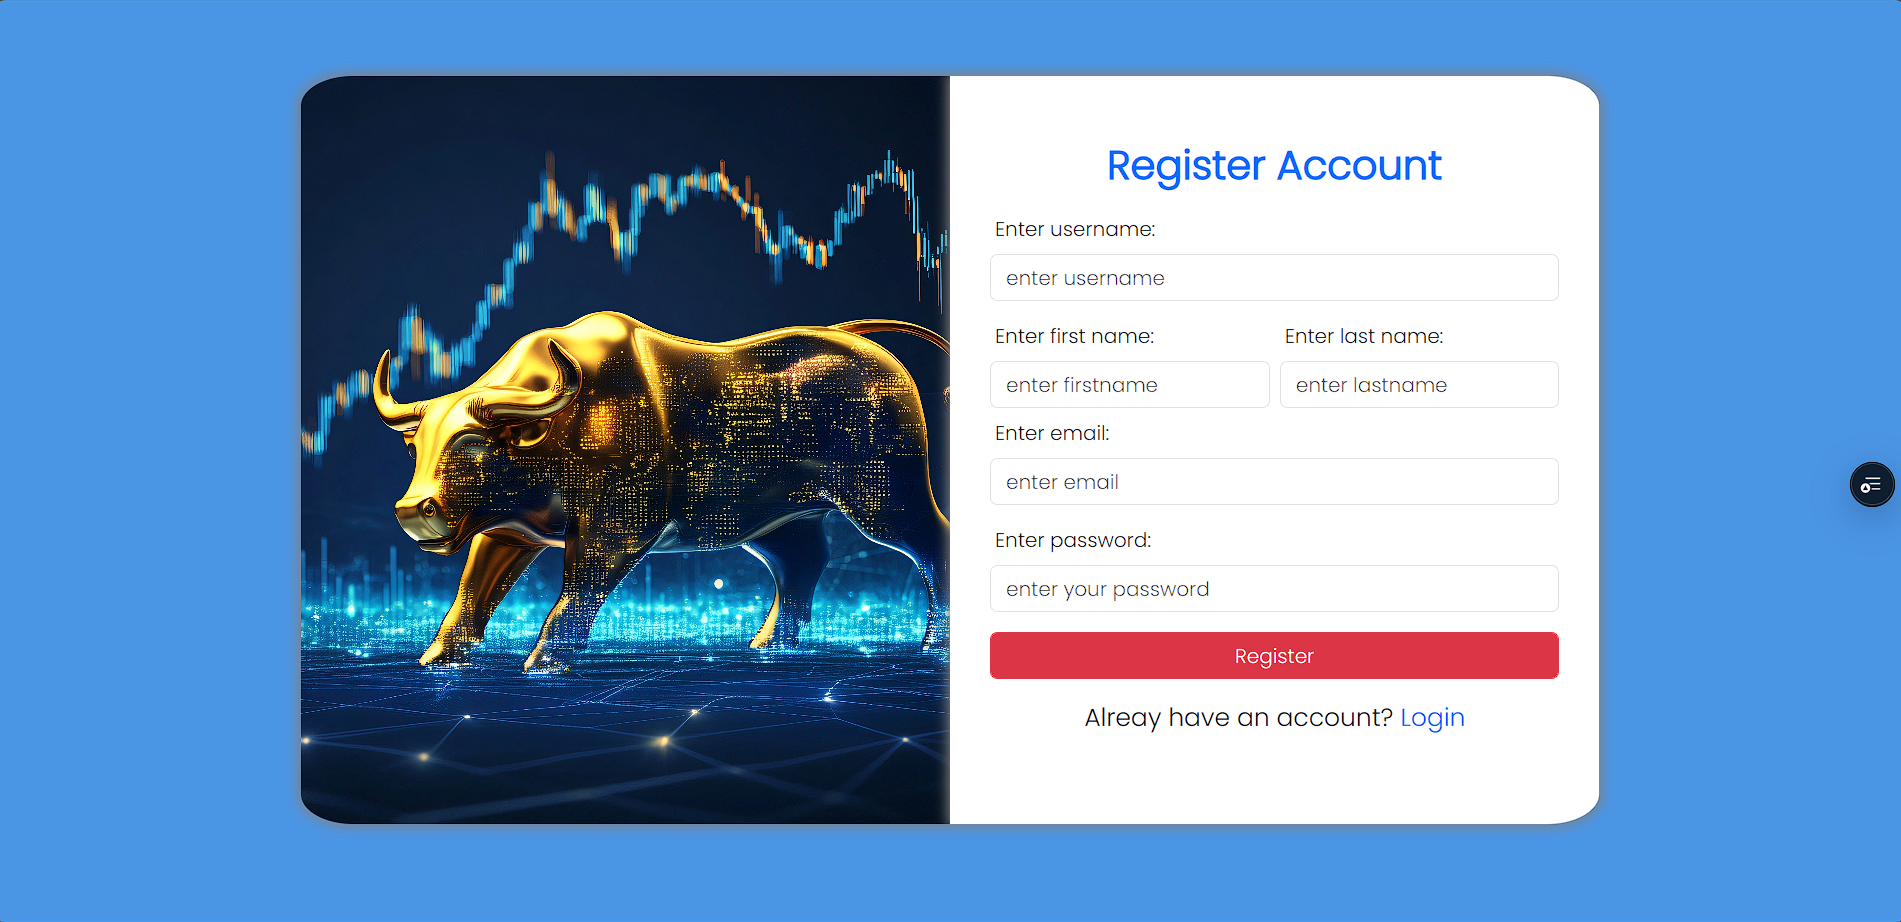 Register Account
Enter username:
enter username
Enter first name: Enter last name:
enter firstname enter lastname
Enter email:
enter email
Enter password:
enter your password
Register
Alreay have an account? Login